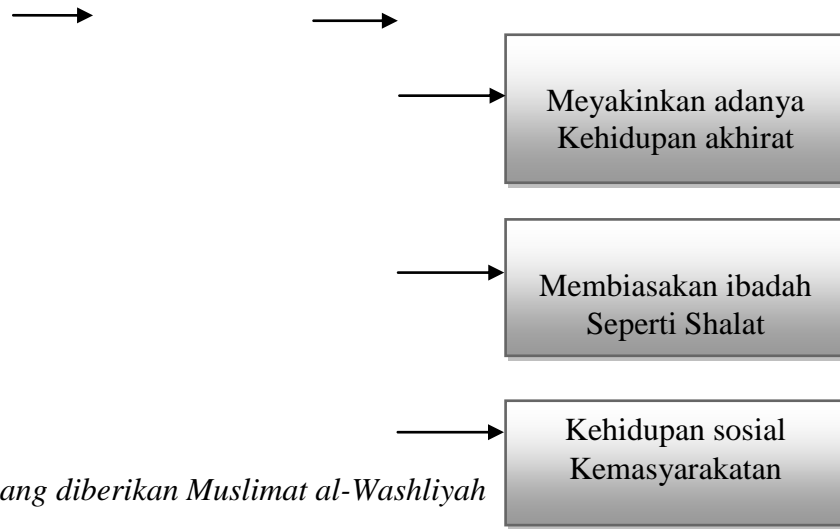 Meyakinkan adanya
Kehidupan akhirat
Membiasakan ibadah
Seperti Shalat
Kehidupan sosial
Kemasyarakatan
ang diberikan Muslimat al-Washliyah